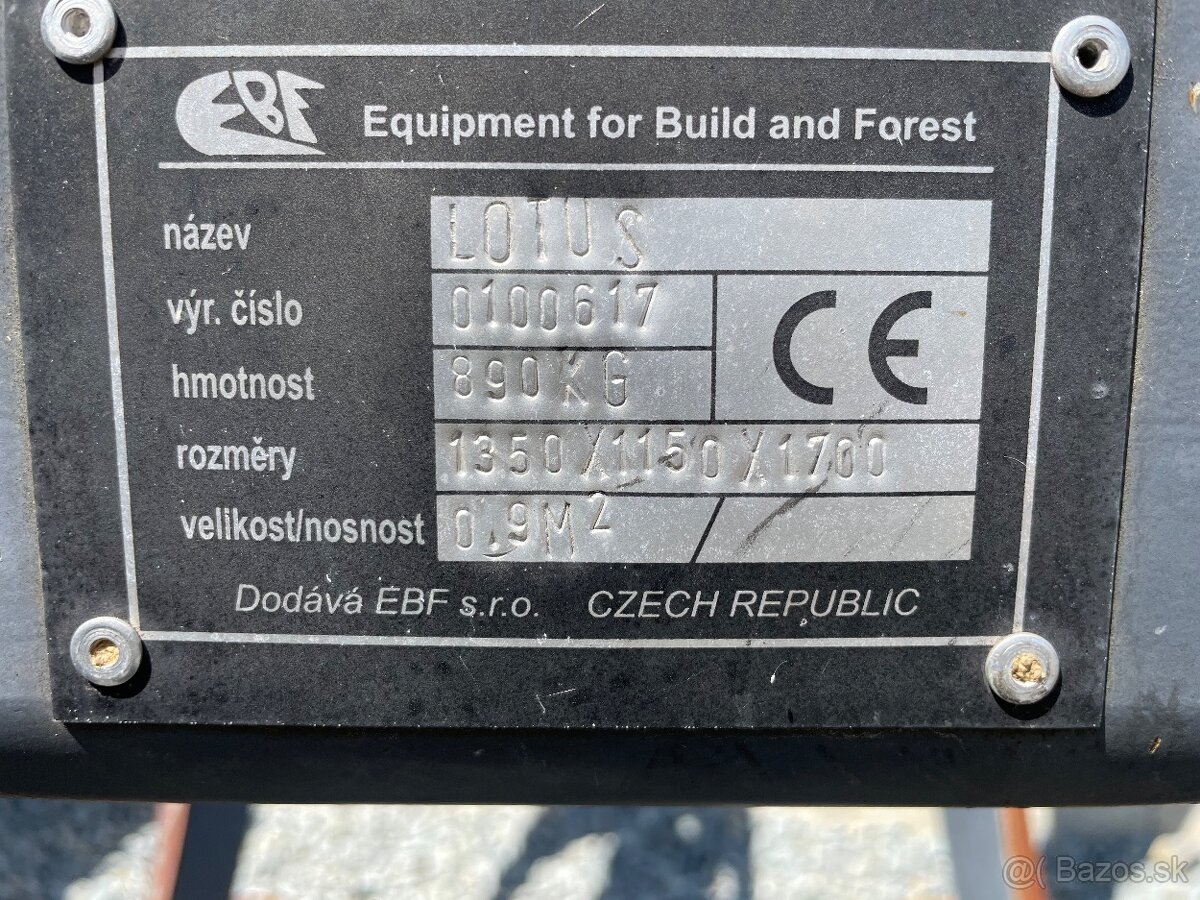 EBF Equipment for Build and Forest
název LOTUS
výr. číslo 0100617
CE
hmotnost 890KG
rozměry 1350X1150X1700
velikost/nosnost 0,9M² /
Dodává EBF s.r.o. CZECH REPUBLIC
@( Bazos.sk